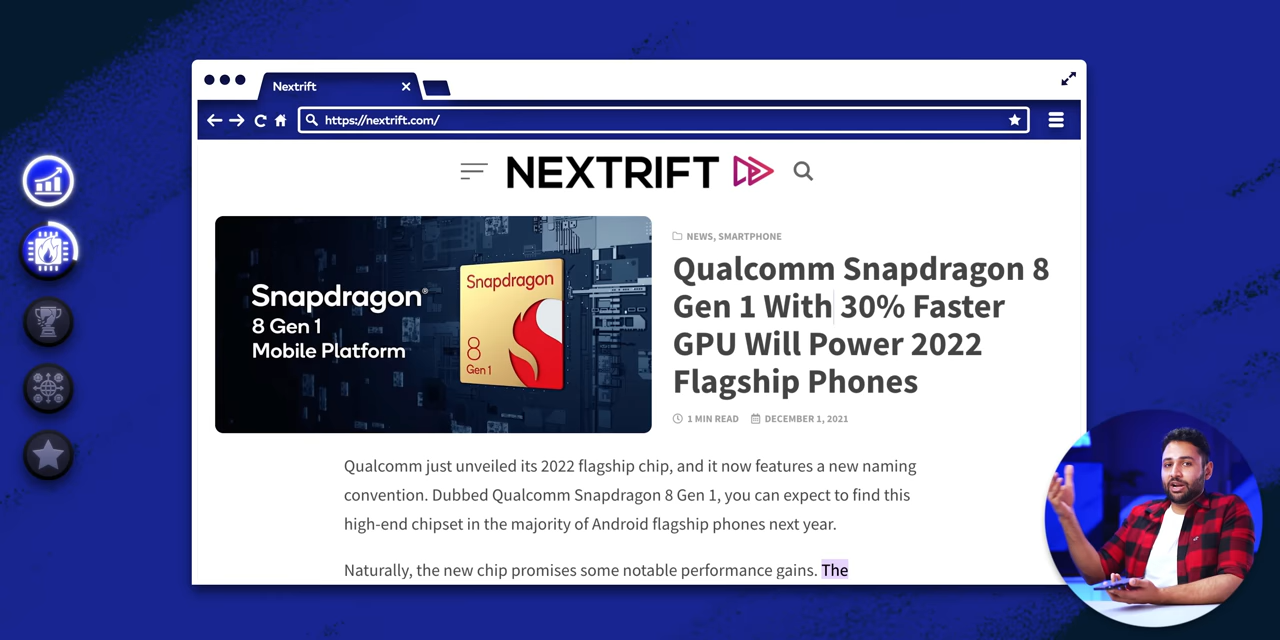 Nextrift
https://nextrift.com/
NEXTRIFT
Snapdragon®
8 Gen 1
Mobile Platform
Snapdragon
8
Gen 1
NEWS, SMARTPHONE
Qualcomm Snapdragon 8
Gen 1 With 30% Faster
GPU Will Power 2022
Flagship Phones
1 MIN READ DECEMBER 1, 2021
Qualcomm just unveiled its 2022 flagship chip, and it now features a new naming
convention. Dubbed Qualcomm Snapdragon 8 Gen 1, you can expect to find this
high-end chipset in the majority of Android flagship phones next year.
Naturally, the new chip promises some notable performance gains. The